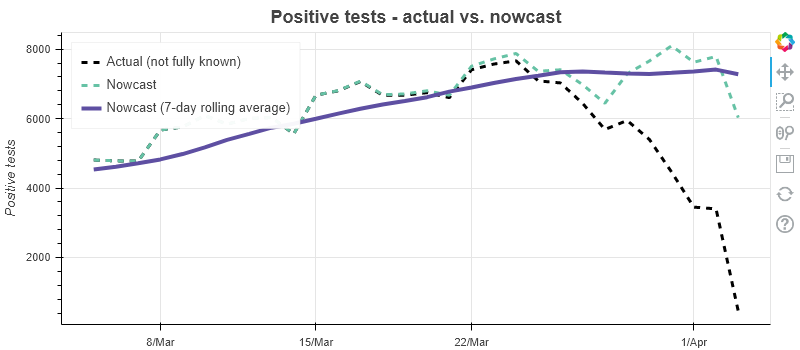 Positive tests - actual vs. nowcast
Actual (not fully known)
Nowcast
Nowcast (7-day rolling average)
Positive tests
8000
6000
4000
2000
8/Mar
15/Mar
22/Mar
1/Apr